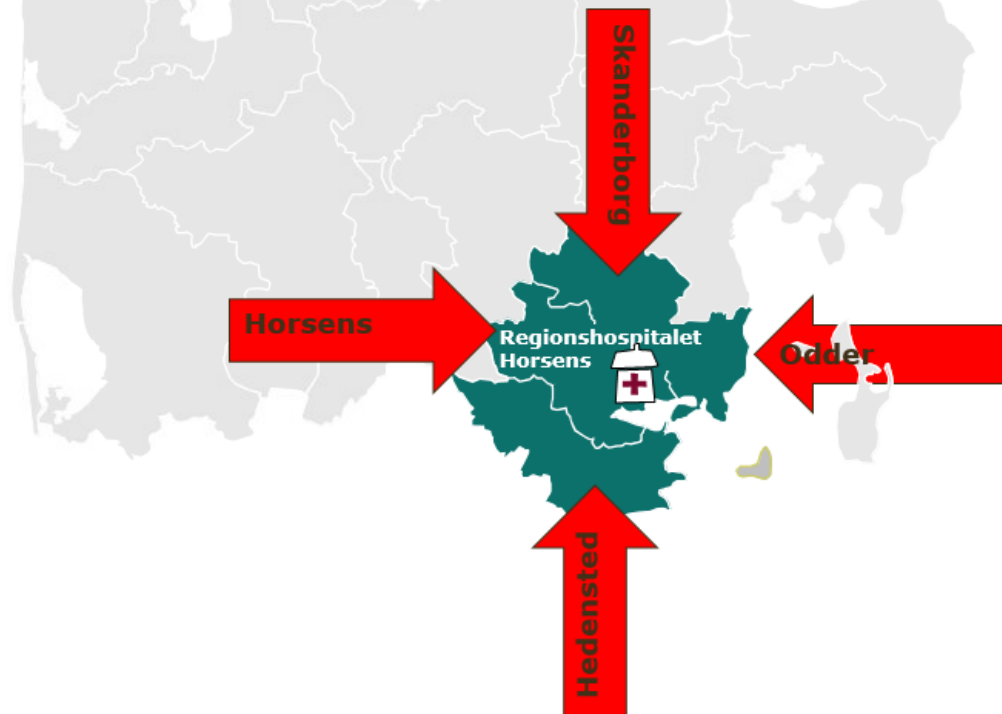 Skanderborg
Horsens
Regionshospitalet
Horsens
Odder
Hedensted